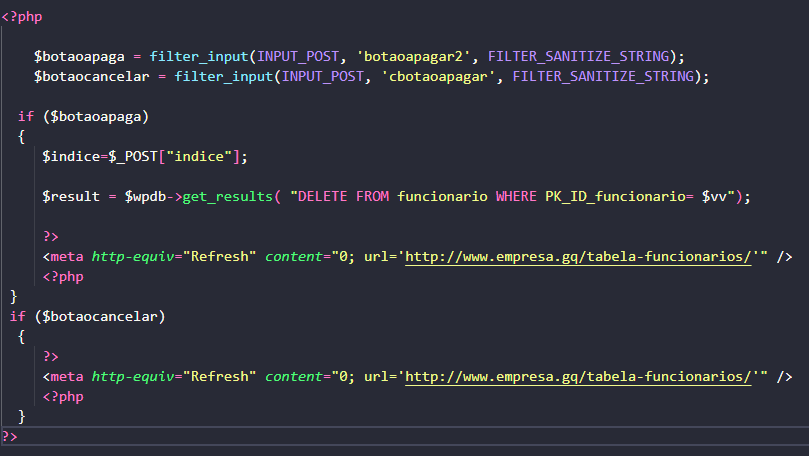 <?php
$botaoapaga = filter_input(INPUT_POST, 'botaoapagar2', FILTER_SANITIZE_STRING);
$botaocancelar = filter_input(INPUT_POST, 'cbotaoapagar', FILTER_SANITIZE_STRING);
if ($botaoapaga)
{
$indice=$_POST["indice"];
$result = $wpdb->get_results( "DELETE FROM funcionario WHERE PK_ID_funcionario= $vv");
?>
<meta http-equiv="Refresh" content="0; url='http://www.empresa.gq/tabela-funcionarios/'" />
<?php
}
if ($botaocancelar)
{
?>
<meta http-equiv="Refresh" content="0; url='http://www.empresa.gq/tabela-funcionarios/'" />
<?php
}
?>